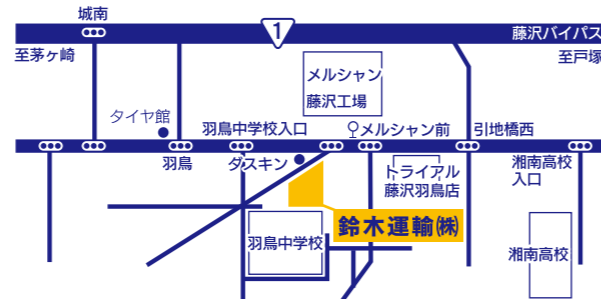 城南
1
藤沢バイパス
至茅ヶ崎
至戸塚
メルシャン
藤沢工場
タイヤ館
羽鳥中学校入口
メルシャン前
引地橋西
羽鳥
ダスキン
トライアル
藤沢羽鳥店
湘南高校
入口
鈴木運輸㈱
羽鳥中学校
湘南高校